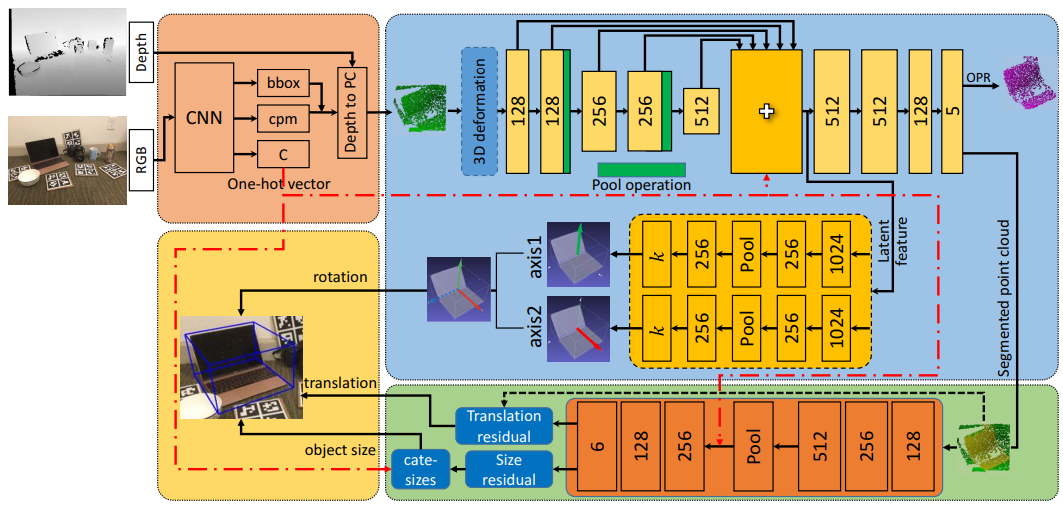 Depth
RGB
CNN
bbox
cpm
C
Depth to PC
One-hot vector
3D deformation
128
128
256
256
512
+
512
512
128
5
OPR
Pool operation
Latent
feature
Segmented point cloud
axis1
axis2
k
256
Pool
256
1024
k
256
Pool
256
1024
rotation
translation
object size
Translation
residual
Size
residual
cate-
sizes
6
128
256
Pool
512
256
128